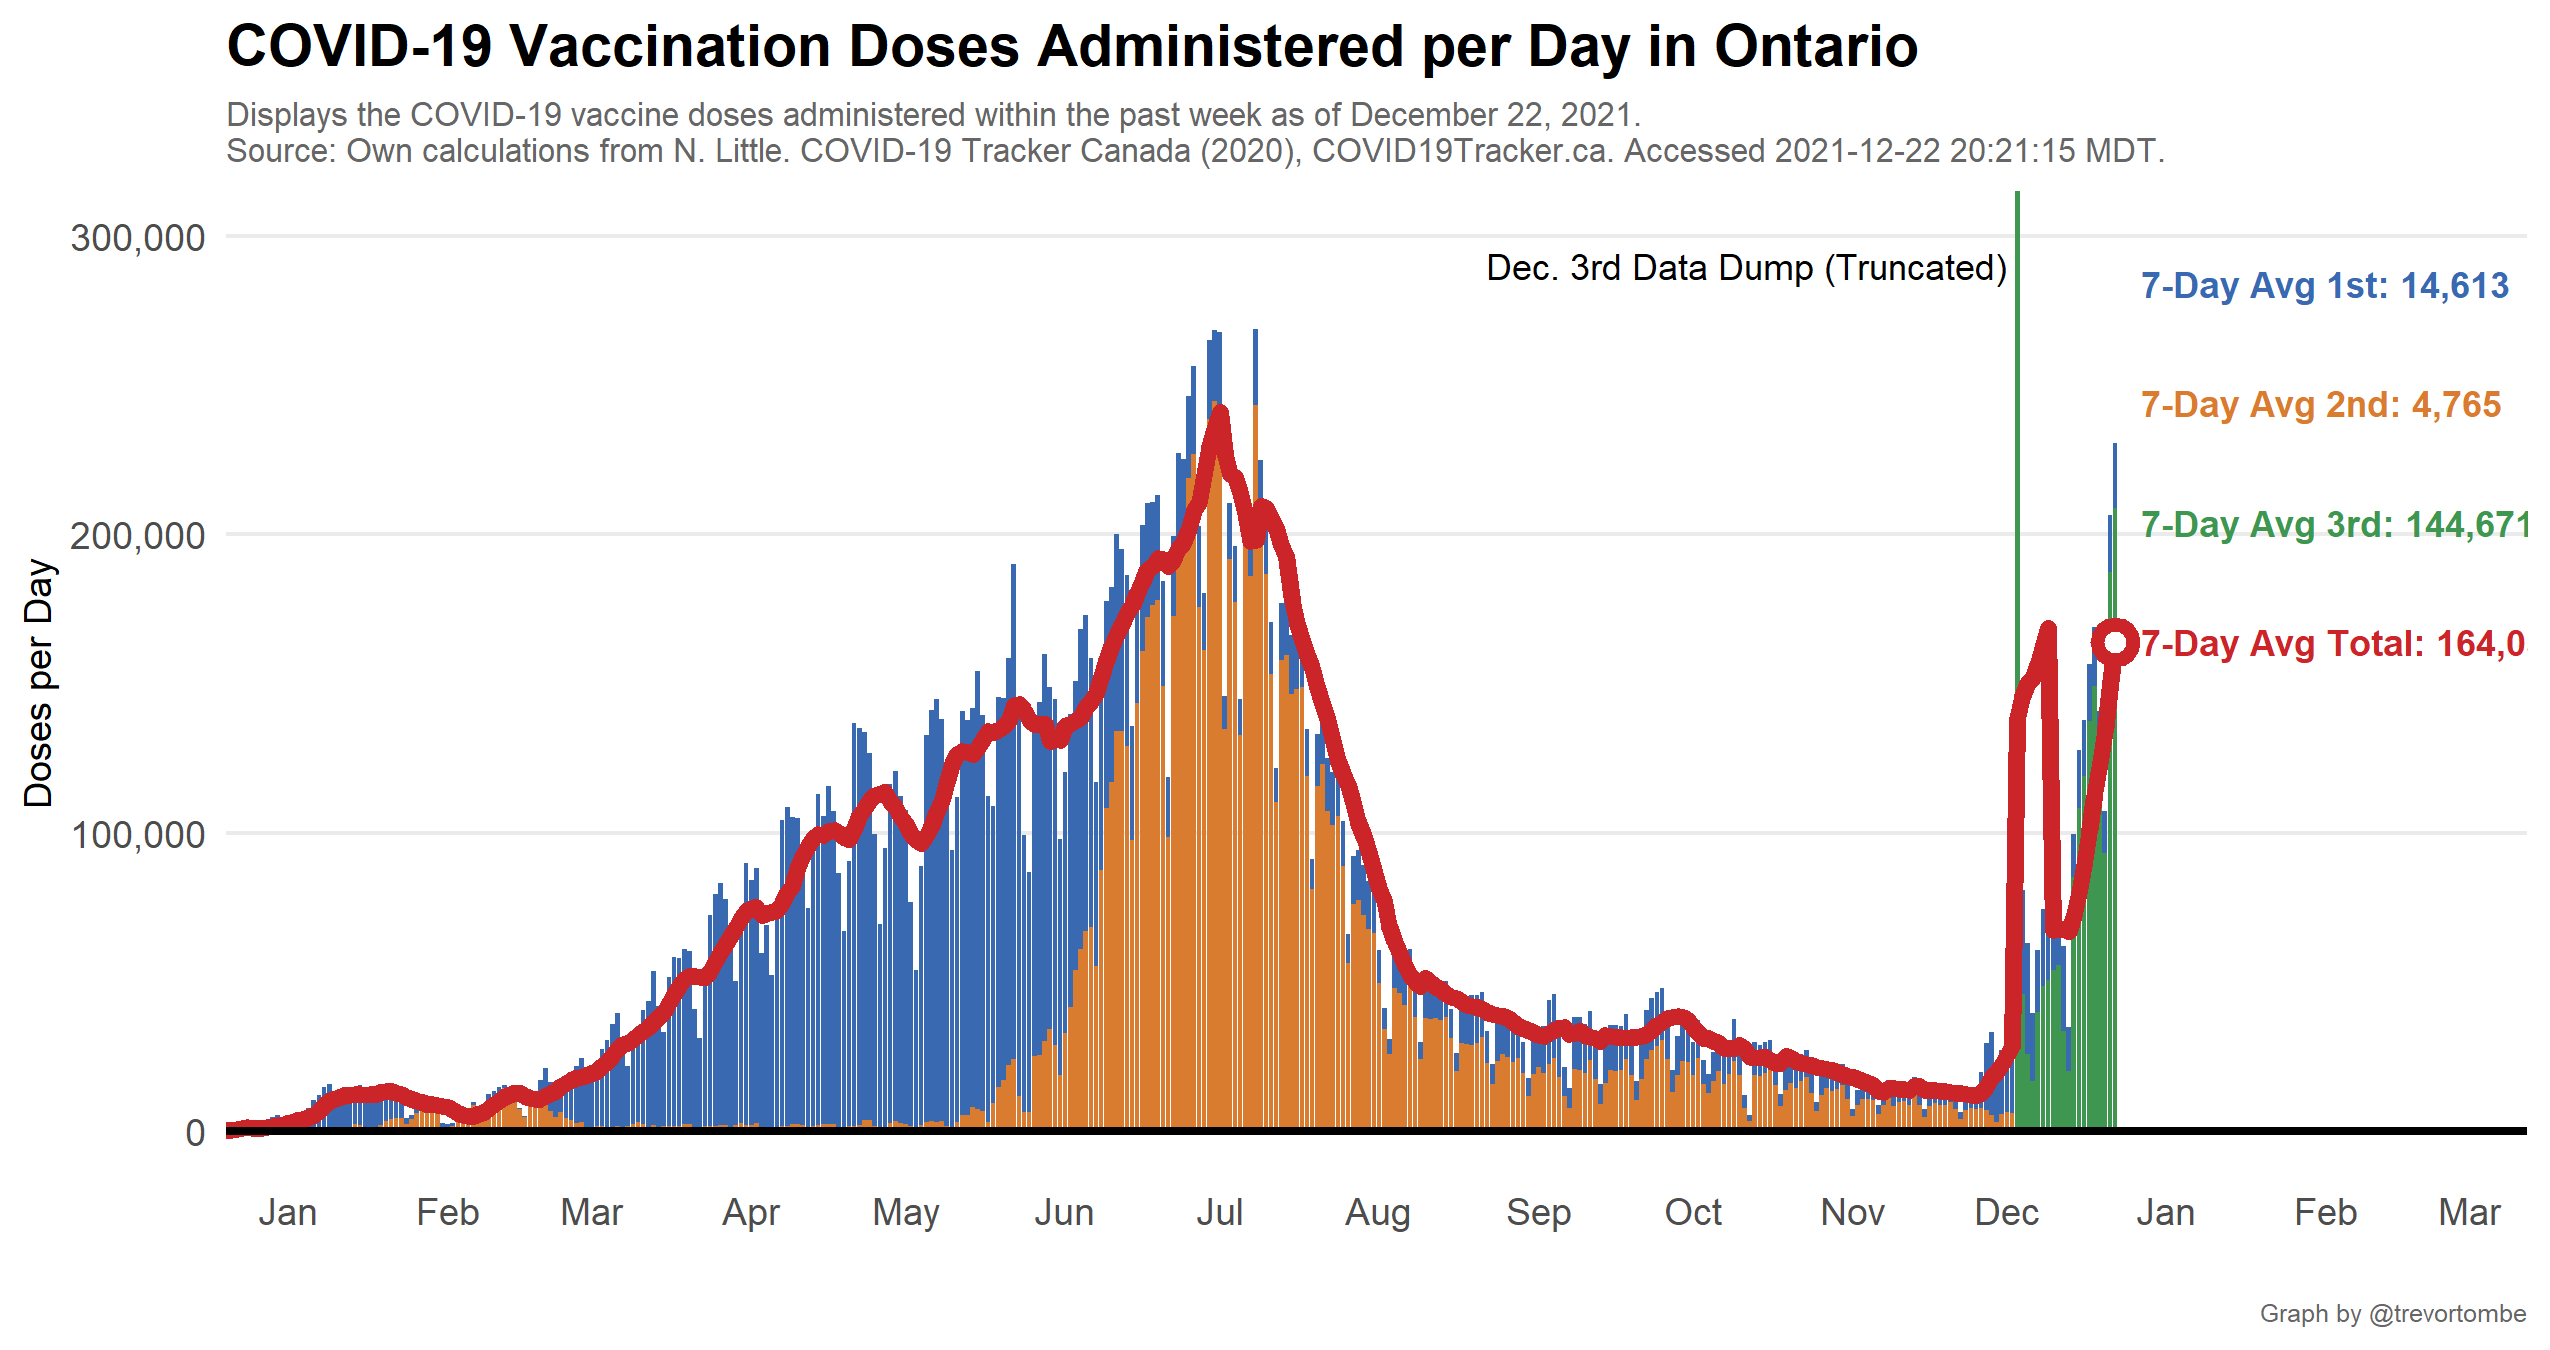 COVID-19 Vaccination Doses Administered per Day in Ontario
Displays the COVID-19 vaccine doses administered within the past week as of December 22, 2021.
Source: Own calculations from N. Little. COVID-19 Tracker Canada (2020), COVID19Tracker.ca. Accessed 2021-12-22 20:21:15 MDT.
Doses per Day
300,000
200,000
100,000
0
Dec. 3rd Data Dump (Truncated)
7-Day Avg 1st: 14,613
7-Day Avg 2nd: 4,765
7-Day Avg 3rd: 144,671
7-Day Avg Total: 164,0
Jan Feb Mar Apr May Jun Jul Aug Sep Oct Nov Dec Jan Feb Mar
Graph by @trevortombe